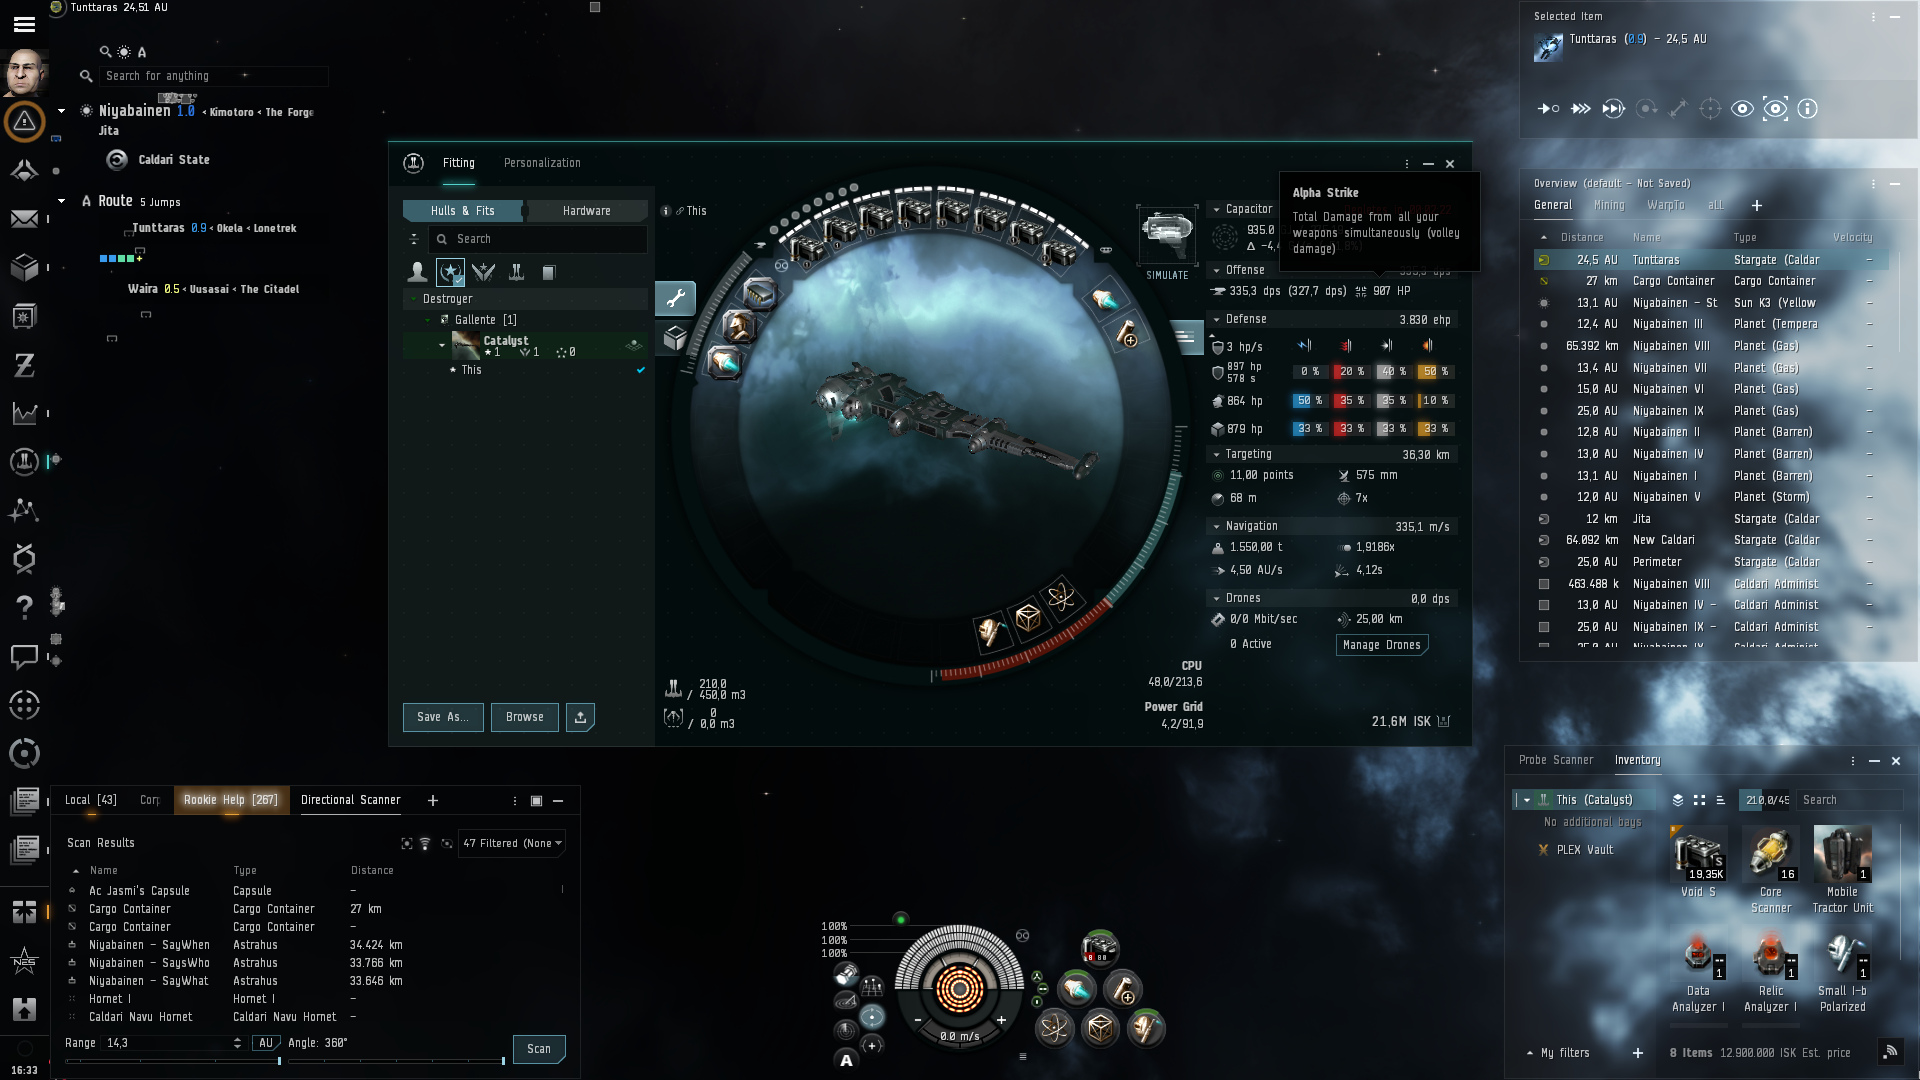 Tunttaras 24,51 AU
Search for anything
Niyabainen 1.0 < Kimotoro < The Forge
Jita
Caldari State
Route 5 Jumps
Tunttaras 0.9 < Okela < Lonetrek
Waira 0.5 < Uusasai < The Citadel
16:33
Fitting
Personalization
Hulls & Fits
Hardware
Search
Destroyer
Gallente [1]
Catalyst
1 1 0
This
Save As...
Browse
This
SIMULATE
210,0
/ 450,0 m3
0
/ 0,0 m3
CPU
48,0/213,6
Power Grid
4,2/91,9
Capacitor
935.0
Alpha Strike
Total Damage from all your
weapons simultaneously (volley
damage)
Offense
335,3 dps (327,7 dps) 907 HP
Defense 3.830 ehp
3 hp/s
897 hp
578 s
0 % 20 % 40 % 50 %
864 hp 50 % 35 % 35 % 10 %
879 hp 33 % 33 % 33 % 33 %
Targeting 36,30 km
11,00 points 575 mm
68 m 7x
Navigation 335,1 m/s
1.550,00 t 1,9186x
4,50 AU/s 4,12s
Drones 0,0 dps
0/0 Mbit/sec 25,00 km
0 Active Manage Drones
21,6M ISK
Selected Item
Tunttaras (0.9) - 24,5 AU
Overview (default - Not Saved)
General Mining WarpTo all
Distance Name Type Velocity
24,5 AU Tunttaras Stargate (Caldar –
27 km Cargo Container Cargo Container –
13,1 AU Niyabainen - St Sun K3 (Yellow –
12,4 AU Niyabainen III Planet (Tempera –
65.392 km Niyabainen VIII Planet (Gas) –
13,4 AU Niyabainen VII Planet (Gas) –
15,0 AU Niyabainen VI Planet (Gas) –
25,0 AU Niyabainen IX Planet (Gas) –
12,8 AU Niyabainen II Planet (Barren) –
13,0 AU Niyabainen IV Planet (Barren) –
13,1 AU Niyabainen I Planet (Barren) –
12,0 AU Niyabainen V Planet (Storm) –
12 km Jita Stargate (Caldar –
64.092 km New Caldari Stargate (Caldar –
25,0 AU Perimeter Stargate (Caldar –
463.488 k Niyabainen VIII Caldari Administ –
13,0 AU Niyabainen IV - Caldari Administ –
25,0 AU Niyabainen IX - Caldari Administ –
Local [43]
Corp
Rookie Help [267]
Directional Scanner
Scan Results
47 Filtered (None
Name Type Distance
Ac Jasmi's Capsule Capsule –
Cargo Container Cargo Container 27 km
Cargo Container Cargo Container –
Niyabainen - SayWhen Astrahus 34.424 km
Niyabainen - SaysWho Astrahus 33.766 km
Niyabainen - SayWhat Astrahus 33.646 km
Hornet I Hornet I –
Caldari Navy Hornet Caldari Navy Hornet –
Range 14,3 AU Angle: 360°
Scan
100%
100%
100%
0.0 m/s
A
Probe Scanner
Inventory
This (Catalyst)
210,0/45
Search
No additional bays
PLEX Vault
S
19,35K
Void S
16
Core
Scanner
1
Mobile
Tractor Unit
1
Data
Analyzer I
1
Relic
Analyzer I
1
Small I-b
Polarized
My filters
8 Items 12.900.000 ISK Est. price